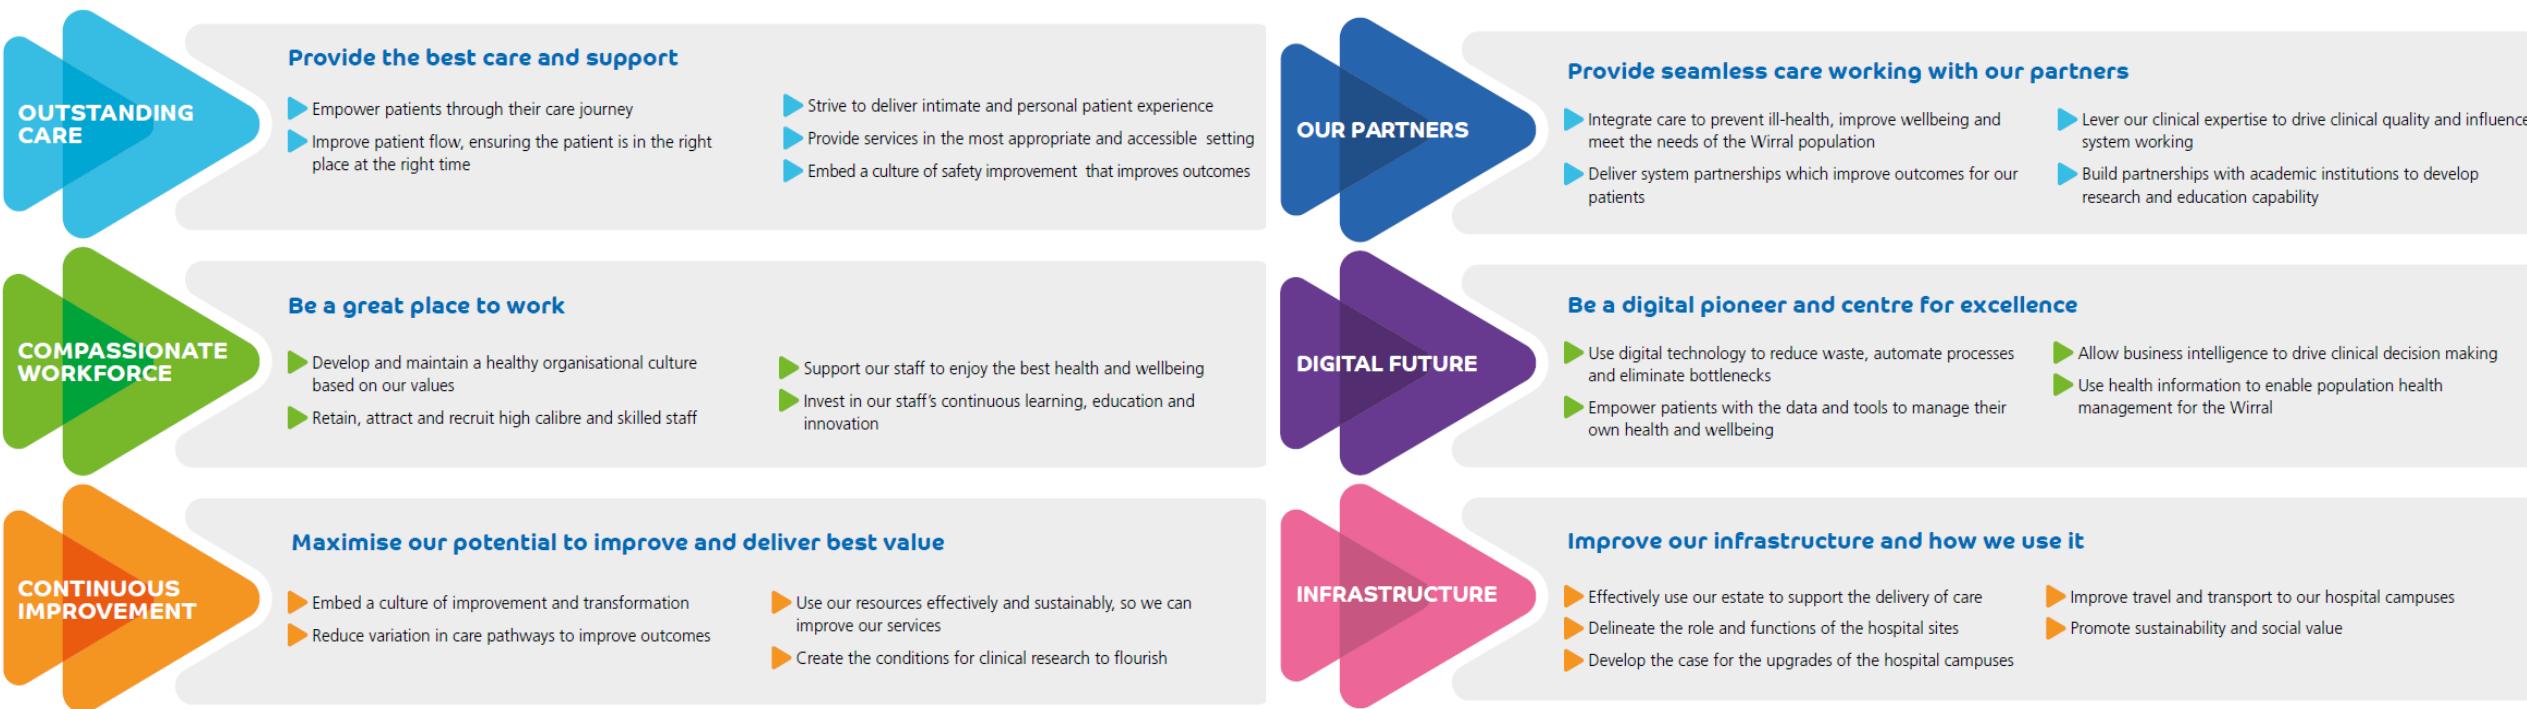 OUTSTANDING
CARE
Provide the best care and support
Empower patients through their care journey
Improve patient flow, ensuring the patient is in the right
place at the right time
Strive to deliver intimate and personal patient experience
Provide services in the most appropriate and accessible setting
Embed a culture of safety improvement that improves outcomes
COMPASSIONATE
WORKFORCE
Be a great place to work
Develop and maintain a healthy organisational culture
based on our values
Retain, attract and recruit high calibre and skilled staff
Support our staff to enjoy the best health and wellbeing
Invest in our staff's continuous learning, education and
innovation
CONTINUOUS
IMPROVEMENT
Maximise our potential to improve and deliver best value
Embed a culture of improvement and transformation
Reduce variation in care pathways to improve outcomes
Use our resources effectively and sustainably, so we can
improve our services
Create the conditions for clinical research to flourish
OUR PARTNERS
Provide seamless care working with our partners
Integrate care to prevent ill-health, improve wellbeing and
meet the needs of the Wirral population
Deliver system partnerships which improve outcomes for our
patients
Lever our clinical expertise to drive clinical quality and influence
system working
Build partnerships with academic institutions to develop
research and education capability
DIGITAL FUTURE
Be a digital pioneer and centre for excellence
Use digital technology to reduce waste, automate processes
and eliminate bottlenecks
Empower patients with the data and tools to manage their
own health and wellbeing
Allow business intelligence to drive clinical decision making
Use health information to enable population health
management for the Wirral
INFRASTRUCTURE
Improve our infrastructure and how we use it
Effectively use our estate to support the delivery of care
Delineate the role and functions of the hospital sites
Develop the case for the upgrades of the hospital campuses
Improve travel and transport to our hospital campuses
Promote sustainability and social value